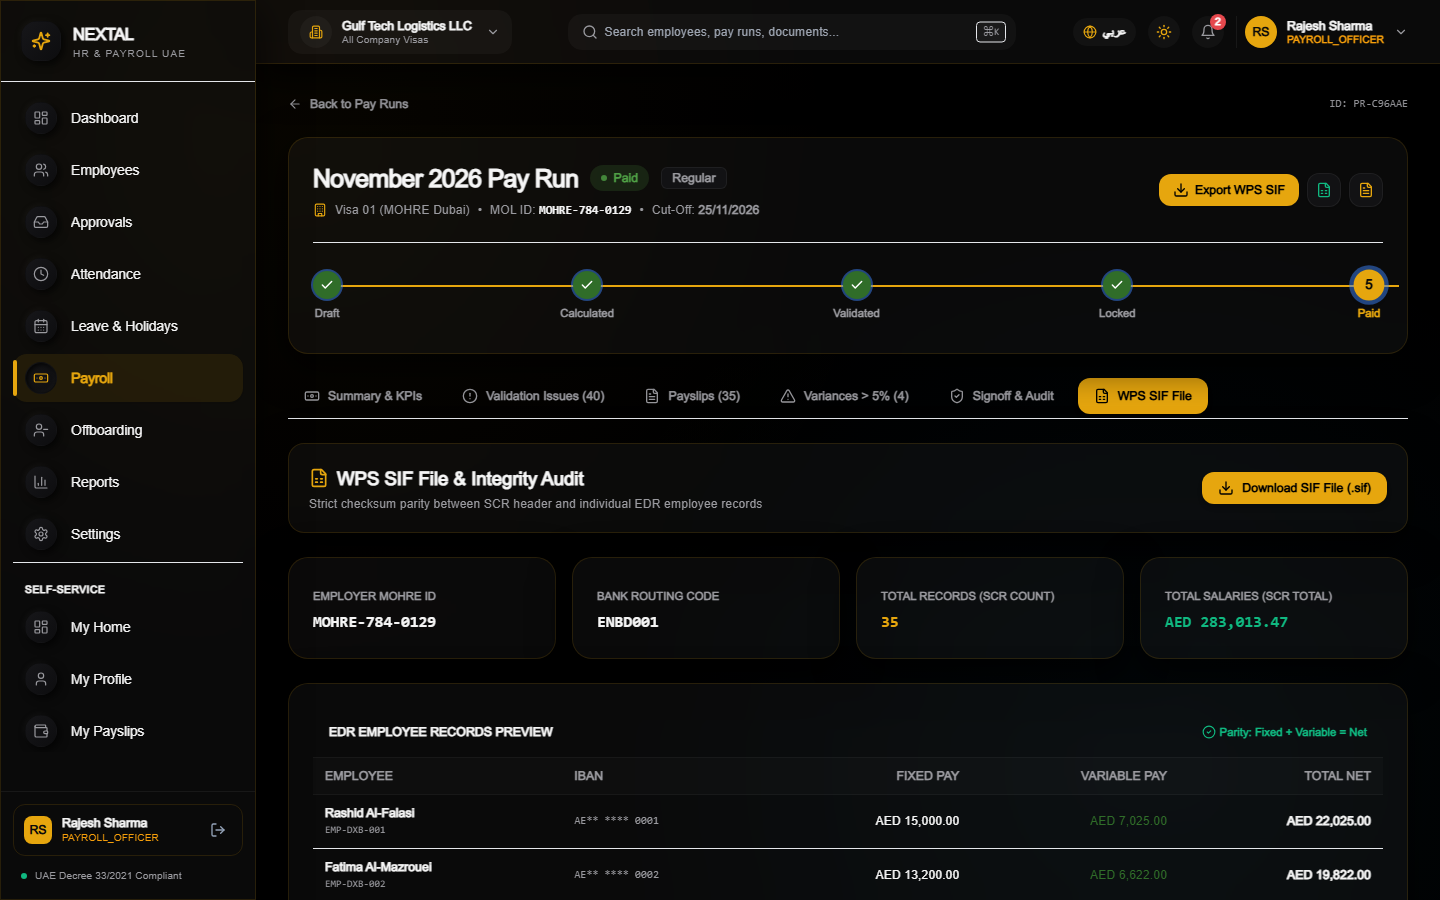 NEXTAL
HR & PAYROLL UAE
Gulf Tech Logistics LLC
All Company Visas
Search employees, pay runs, documents...
⌘K
عربي
2
RS
Rajesh Sharma
PAYROLL_OFFICER
Dashboard
Employees
Approvals
Attendance
Leave & Holidays
Payroll
Offboarding
Reports
Settings
SELF-SERVICE
My Home
My Profile
My Payslips
RS
Rajesh Sharma
PAYROLL_OFFICER
UAE Decree 33/2021 Compliant
Back to Pay Runs
ID: PR-C96AAE
November 2026 Pay Run
Paid
Regular
Visa 01 (MOHRE Dubai) • MOL ID: MOHRE-784-0129 • Cut-Off: 25/11/2026
Export WPS SIF
5
Draft
Calculated
Validated
Locked
Paid
Summary & KPIs
Validation Issues (40)
Payslips (35)
Variances > 5% (4)
Signoff & Audit
WPS SIF File
WPS SIF File & Integrity Audit
Strict checksum parity between SCR header and individual EDR employee records
Download SIF File (.sif)
EMPLOYER MOHRE ID
MOHRE-784-0129
BANK ROUTING CODE
ENBD001
TOTAL RECORDS (SCR COUNT)
35
TOTAL SALARIES (SCR TOTAL)
AED 283,013.47
EDR EMPLOYEE RECORDS PREVIEW
Parity: Fixed + Variable = Net
EMPLOYEE IBAN FIXED PAY VARIABLE PAY TOTAL NET
Rashid Al-Falasi
EMP-DXB-001
AE** **** 0001 AED 15,000.00 AED 7,025.00 AED 22,025.00
Fatima Al-Mazrouei
EMP-DXB-002
AE** **** 0002 AED 13,200.00 AED 6,622.00 AED 19,822.00